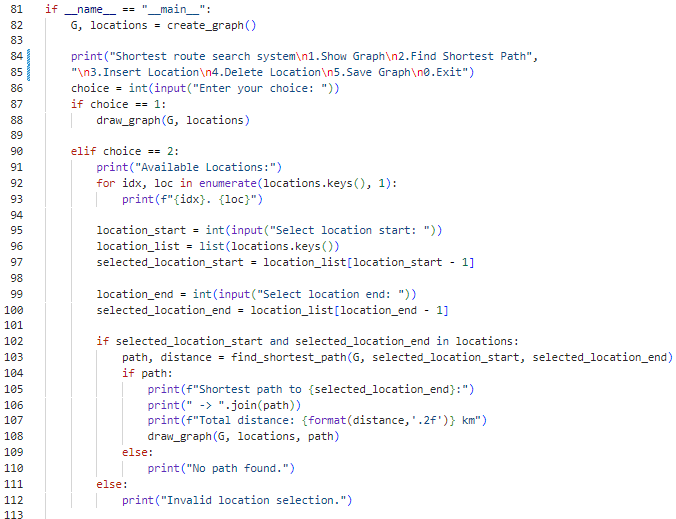 81 if __name__ == "__main__":
82     G, locations = create_graph()
83
84     print("Shortest route search system\n1.Show Graph\n2.Find Shortest Path",
85     "\n3.Insert Location\n4.Delete Location\n5.Save Graph\n0.Exit")
86     choice = int(input("Enter your choice: "))
87     if choice == 1:
88         draw_graph(G, locations)
89
90     elif choice == 2:
91         print("Available Locations:")
92         for idx, loc in enumerate(locations.keys(), 1):
93             print(f"{idx}. {loc}")
94
95         location_start = int(input("Select location start: "))
96         location_list = list(locations.keys())
97         selected_location_start = location_list[location_start - 1]
98
99         location_end = int(input("Select location end: "))
100         selected_location_end = location_list[location_end - 1]
101
102         if selected_location_start and selected_location_end in locations:
103             path, distance = find_shortest_path(G, selected_location_start, selected_location_end)
104             if path:
105                 print(f"Shortest path to {selected_location_end}:")
106                 print(" -> ".join(path))
107                 print(f"Total distance: {format(distance,'.2f')} km")
108                 draw_graph(G, locations, path)
109             else:
110                 print("No path found.")
111         else:
112             print("Invalid location selection.")
113